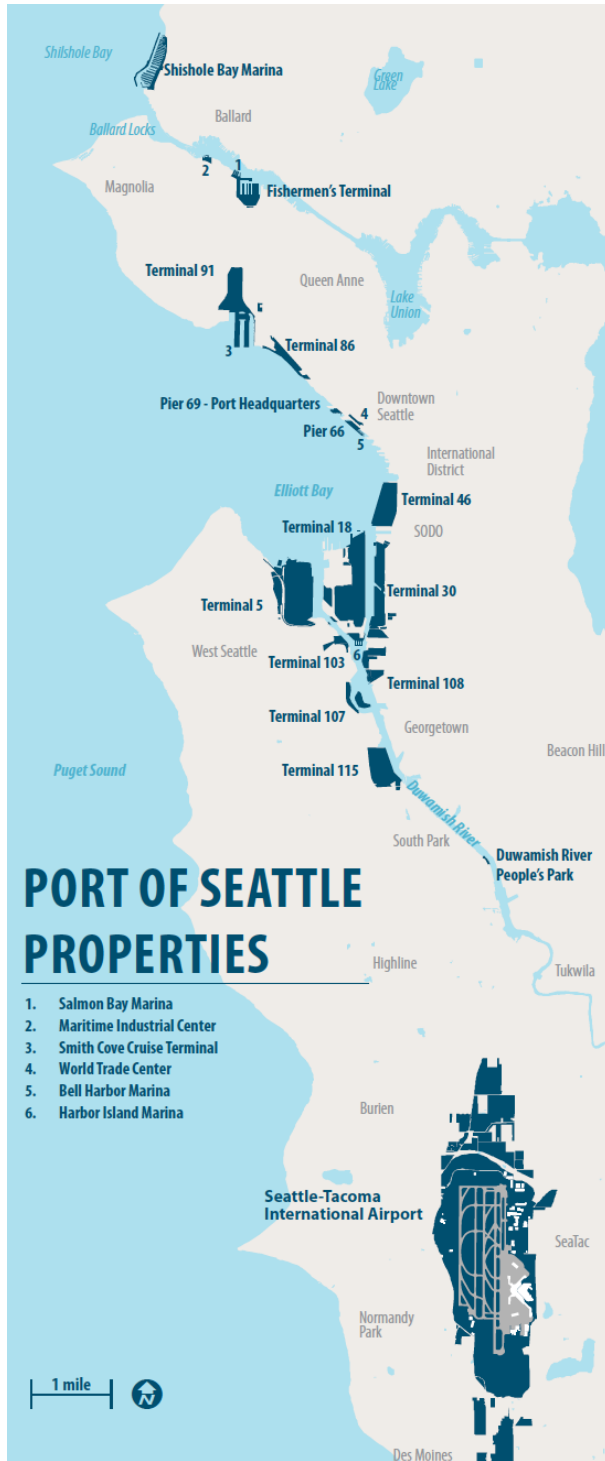 Shilshole Bay
Shishole Bay Marina
Green
Lake
Ballard
Ballard Locks
1
2
Magnolia
Fishermen's Terminal
Terminal 91
Queen Anne
Lake
Union
3
Terminal 86
Pier 69 - Port Headquarters
Downtown
Seattle
4
Pier 66
5
International
District
Elliott Bay
Terminal 46
Terminal 18
SODO
Terminal 5
Terminal 30
West Seattle
Terminal 103
6
Terminal 108
Terminal 107
Georgetown
Beacon Hill
Puget Sound
Terminal 115
Duwamish River
South Park
Duwamish River
People's Park
PORT OF SEATTLE
PROPERTIES
Highline
Tukwila
1. Salmon Bay Marina
2. Maritime Industrial Center
3. Smith Cove Cruise Terminal
4. World Trade Center
5. Bell Harbor Marina
6. Harbor Island Marina
Burien
Seattle-Tacoma
International Airport
SeaTac
Normandy
Park
1 mile
N
Des Moines